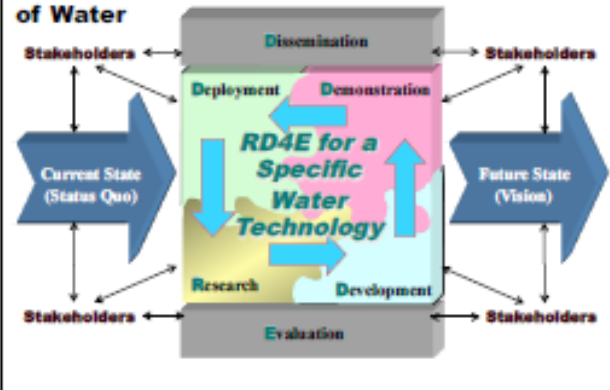 of Water
Stakeholders
Dissemination
Stakeholders
Deployment
Demonstration
RD4E for a
Specific
Water
Technology
Current State
(Status Quo)
Future State
(Vision)
Research
Development
Stakeholders
Evaluation
Stakeholders